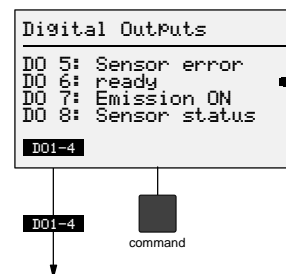 Digital Outputs
DO 5: Sensor error
DO 6: ready
DO 7: Emission ON
DO 8: Sensor status
DO1-4
DO1-4
command